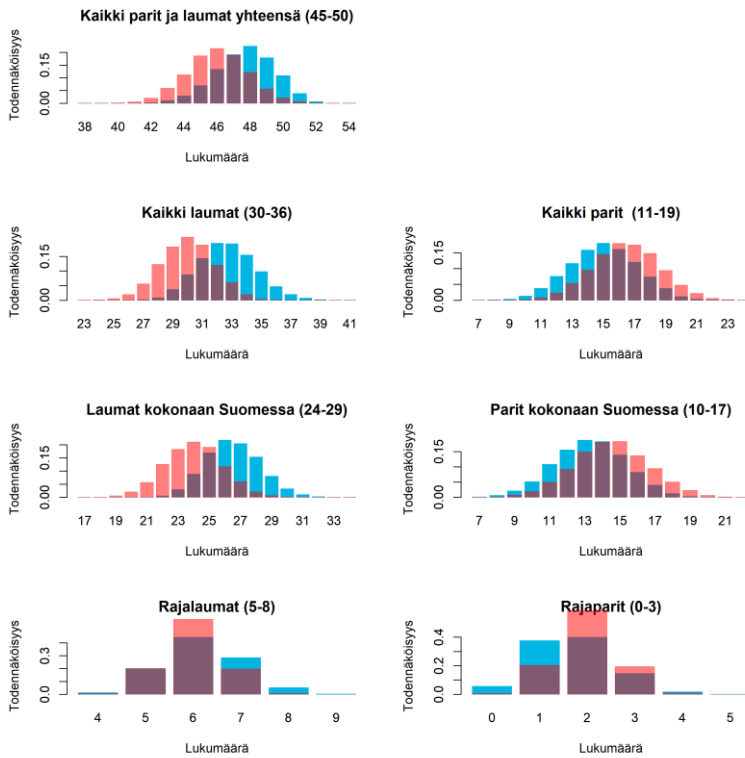 Kaikki parit ja laumat yhteensä (45-50)
Todennäköisyys
0.00 0.15
38 40 42 44 46 48 50 52 54
Lukumäärä
Kaikki laumat (30-36)
Todennäköisyys
0.00 0.15
23 25 27 29 31 33 35 37 39 41
Lukumäärä
Kaikki parit (11-19)
Todennäköisyys
0.00 0.15
7 9 11 13 15 17 19 21 23
Lukumäärä
Laumat kokonaan Suomessa (24-29)
Todennäköisyys
0.00 0.15
17 19 21 23 25 27 29 31 33
Lukumäärä
Parit kokonaan Suomessa (10-17)
Todennäköisyys
0.00 0.15
7 9 11 13 15 17 19 21
Lukumäärä
Rajalaumat (5-8)
Todennäköisyys
0.0 0.3
4 5 6 7 8 9
Lukumäärä
Rajaparit (0-3)
Todennäköisyys
0.0 0.2 0.4
0 1 2 3 4 5
Lukumäärä